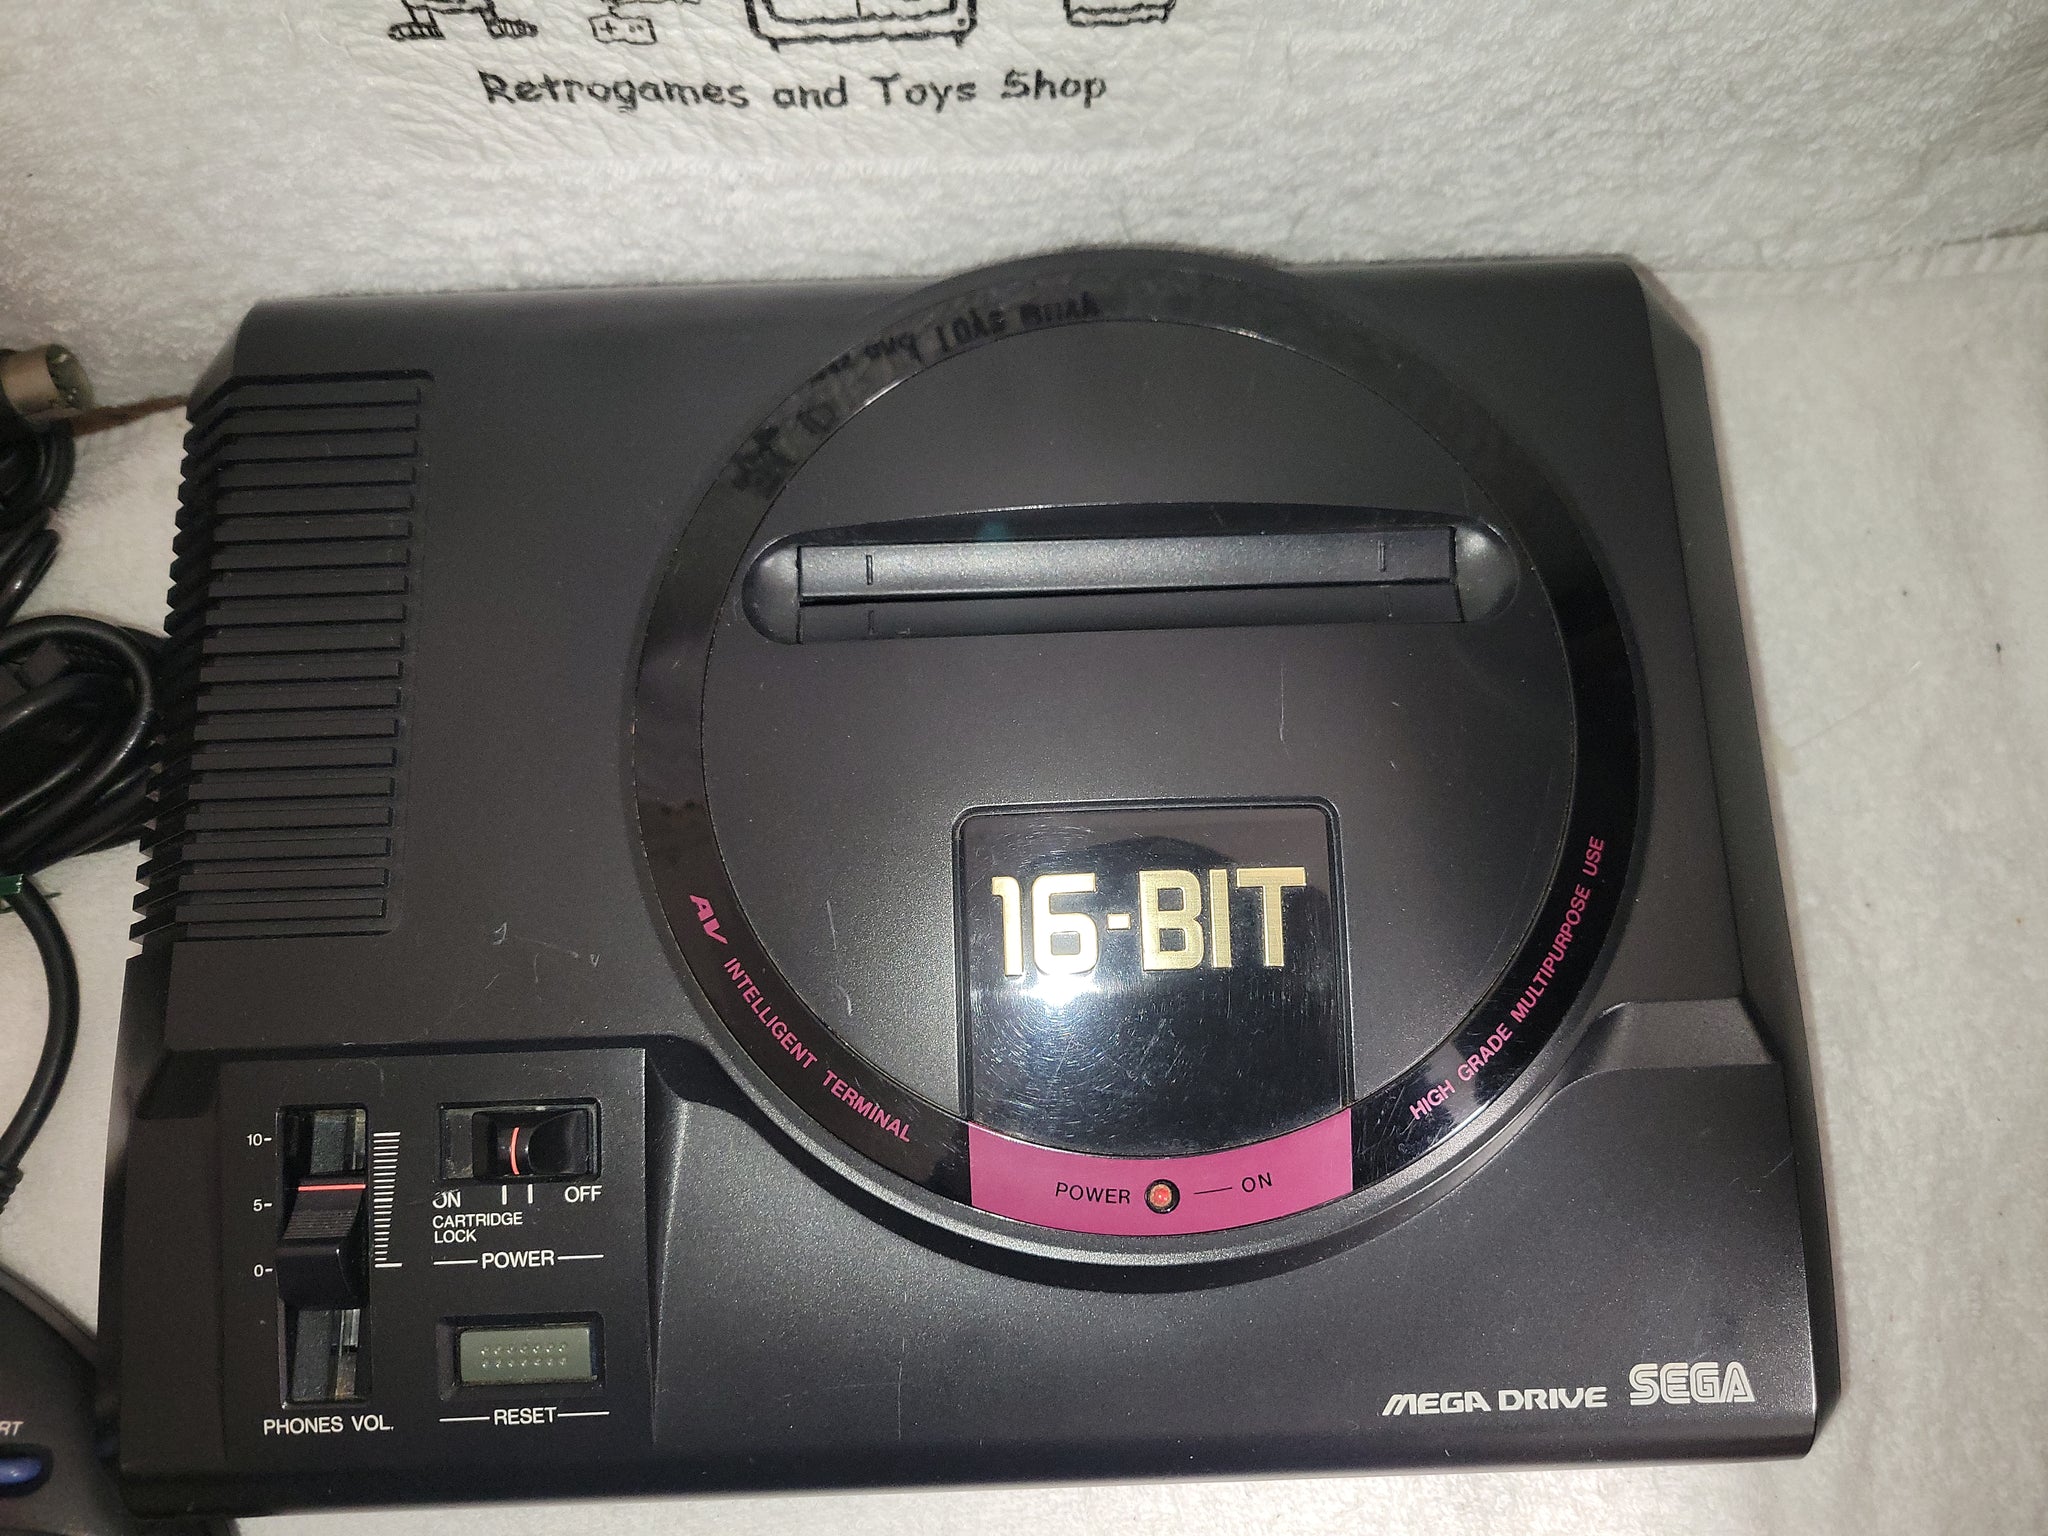 Retrogames and Toys Shop
16-BIT
AV INTELLIGENT TERMINAL
HIGH GRADE MULTIPURPOSE USE
POWER ON
10-
5-
0-
PHONES VOL.
ON OFF
CARTRIDGE
LOCK
POWER
RESET
MEGA DRIVE SEGA
RT